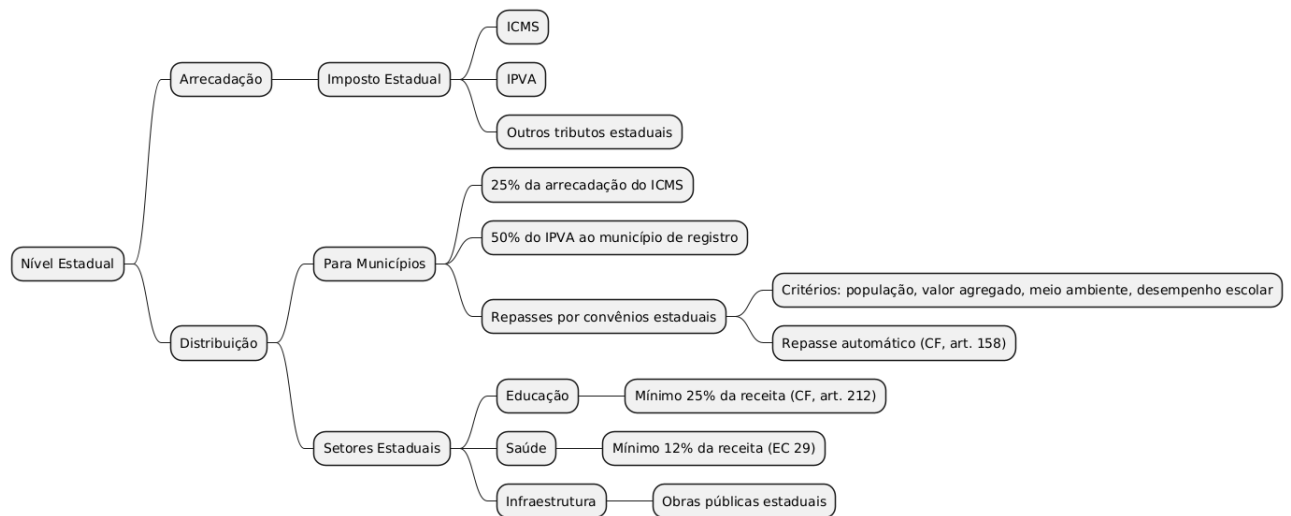 Nível Estadual
Arrecadação
Imposto Estadual
ICMS
IPVA
Outros tributos estaduais
Distribuição
Para Municípios
25% da arrecadação do ICMS
50% do IPVA ao município de registro
Repasses por convênios estaduais
Critérios: população, valor agregado, meio ambiente, desempenho escolar
Repasse automático (CF, art. 158)
Setores Estaduais
Educação
Mínimo 25% da receita (CF, art. 212)
Saúde
Mínimo 12% da receita (EC 29)
Infraestrutura
Obras públicas estaduais